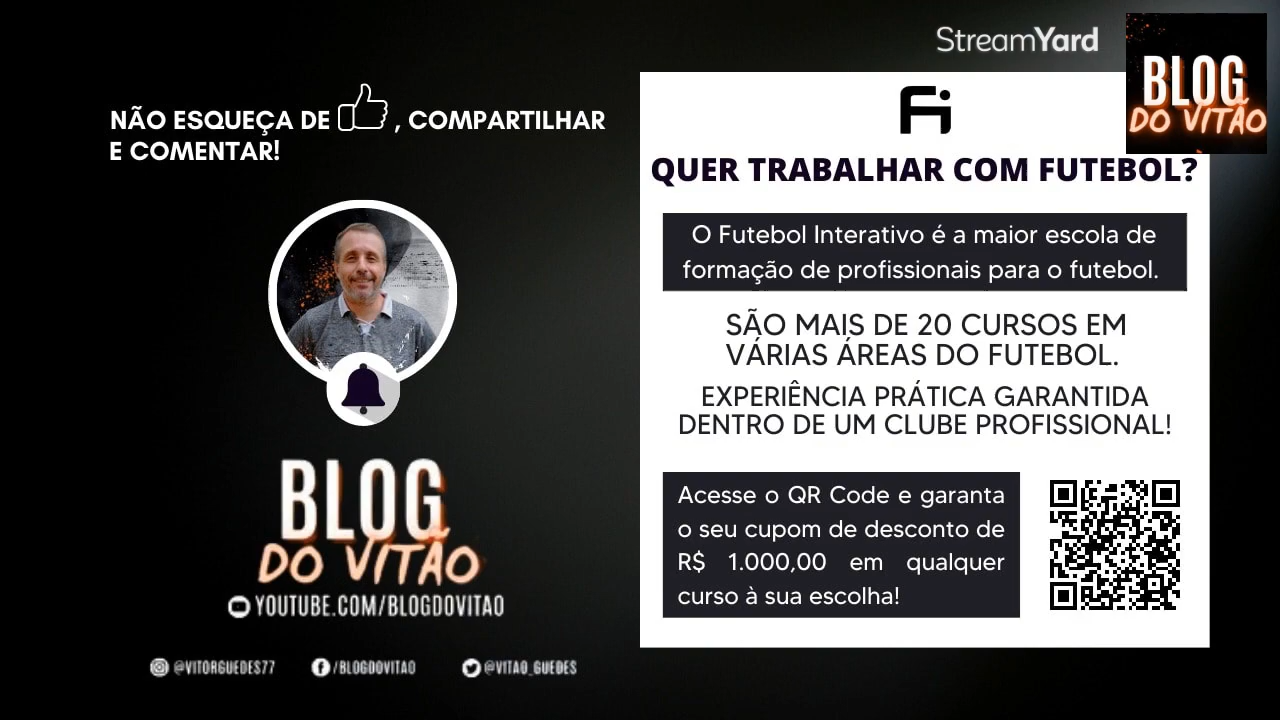 StreamYard
BLOG
DO VITÃO
NÃO ESQUEÇA DE , COMPARTILHAR
E COMENTAR!
BLOG
DO VITÃO
YOUTUBE.COM/BLOGDOVITAO
@VITORGUEDES77 /BLOGDOVITAO @VITAO_GUEDES
Fi
QUER TRABALHAR COM FUTEBOL?
O Futebol Interativo é a maior escola de
formação de profissionais para o futebol.
SÃO MAIS DE 20 CURSOS EM
VÁRIAS ÁREAS DO FUTEBOL.
EXPERIÊNCIA PRÁTICA GARANTIDA
DENTRO DE UM CLUBE PROFISSIONAL!
Acesse o QR Code e garanta
o seu cupom de desconto de
R$ 1.000,00 em qualquer
curso à sua escolha!